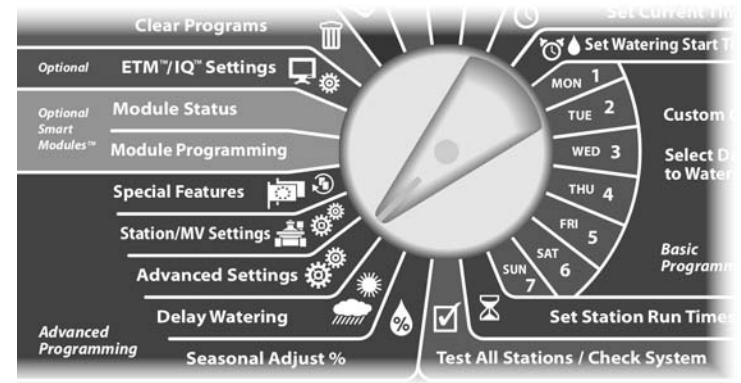 Clear Programs
Optional
ETM™/IQ™ Settings
Optional
Smart
Modules™
Module Status
Module Programming
Special Features
Station/MV Settings
Advanced Settings
Delay Watering
Advanced
Programming
Seasonal Adjust %
%
Test All Stations / Check System
Set Station Run Times
Basic
Set Current
Set Watering Start
MON 1
TUE 2
WED 3
THU 4
FRI 5
SAT 6
SUN 7
Custom
Select
to Water